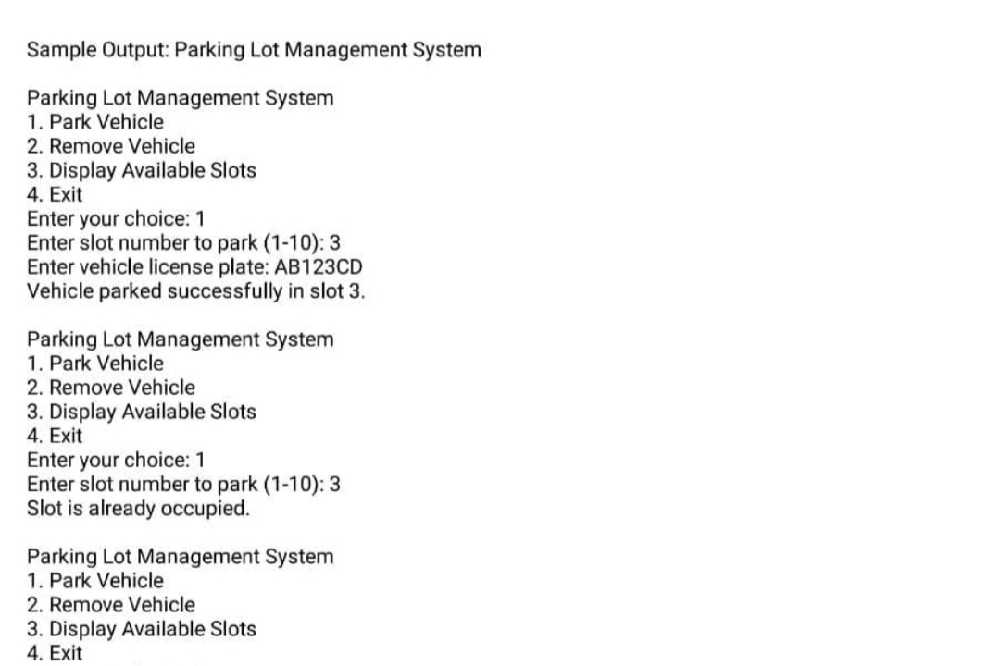 Sample Output: Parking Lot Management System
Parking Lot Management System
1. Park Vehicle
2. Remove Vehicle
3. Display Available Slots
4. Exit
Enter your choice: 1
Enter slot number to park (1-10): 3
Enter vehicle license plate: AB123CD
Vehicle parked successfully in slot 3.
Parking Lot Management System
1. Park Vehicle
2. Remove Vehicle
3. Display Available Slots
4. Exit
Enter your choice: 1
Enter slot number to park (1-10): 3
Slot is already occupied.
Parking Lot Management System
1. Park Vehicle
2. Remove Vehicle
3. Display Available Slots
4. Exit